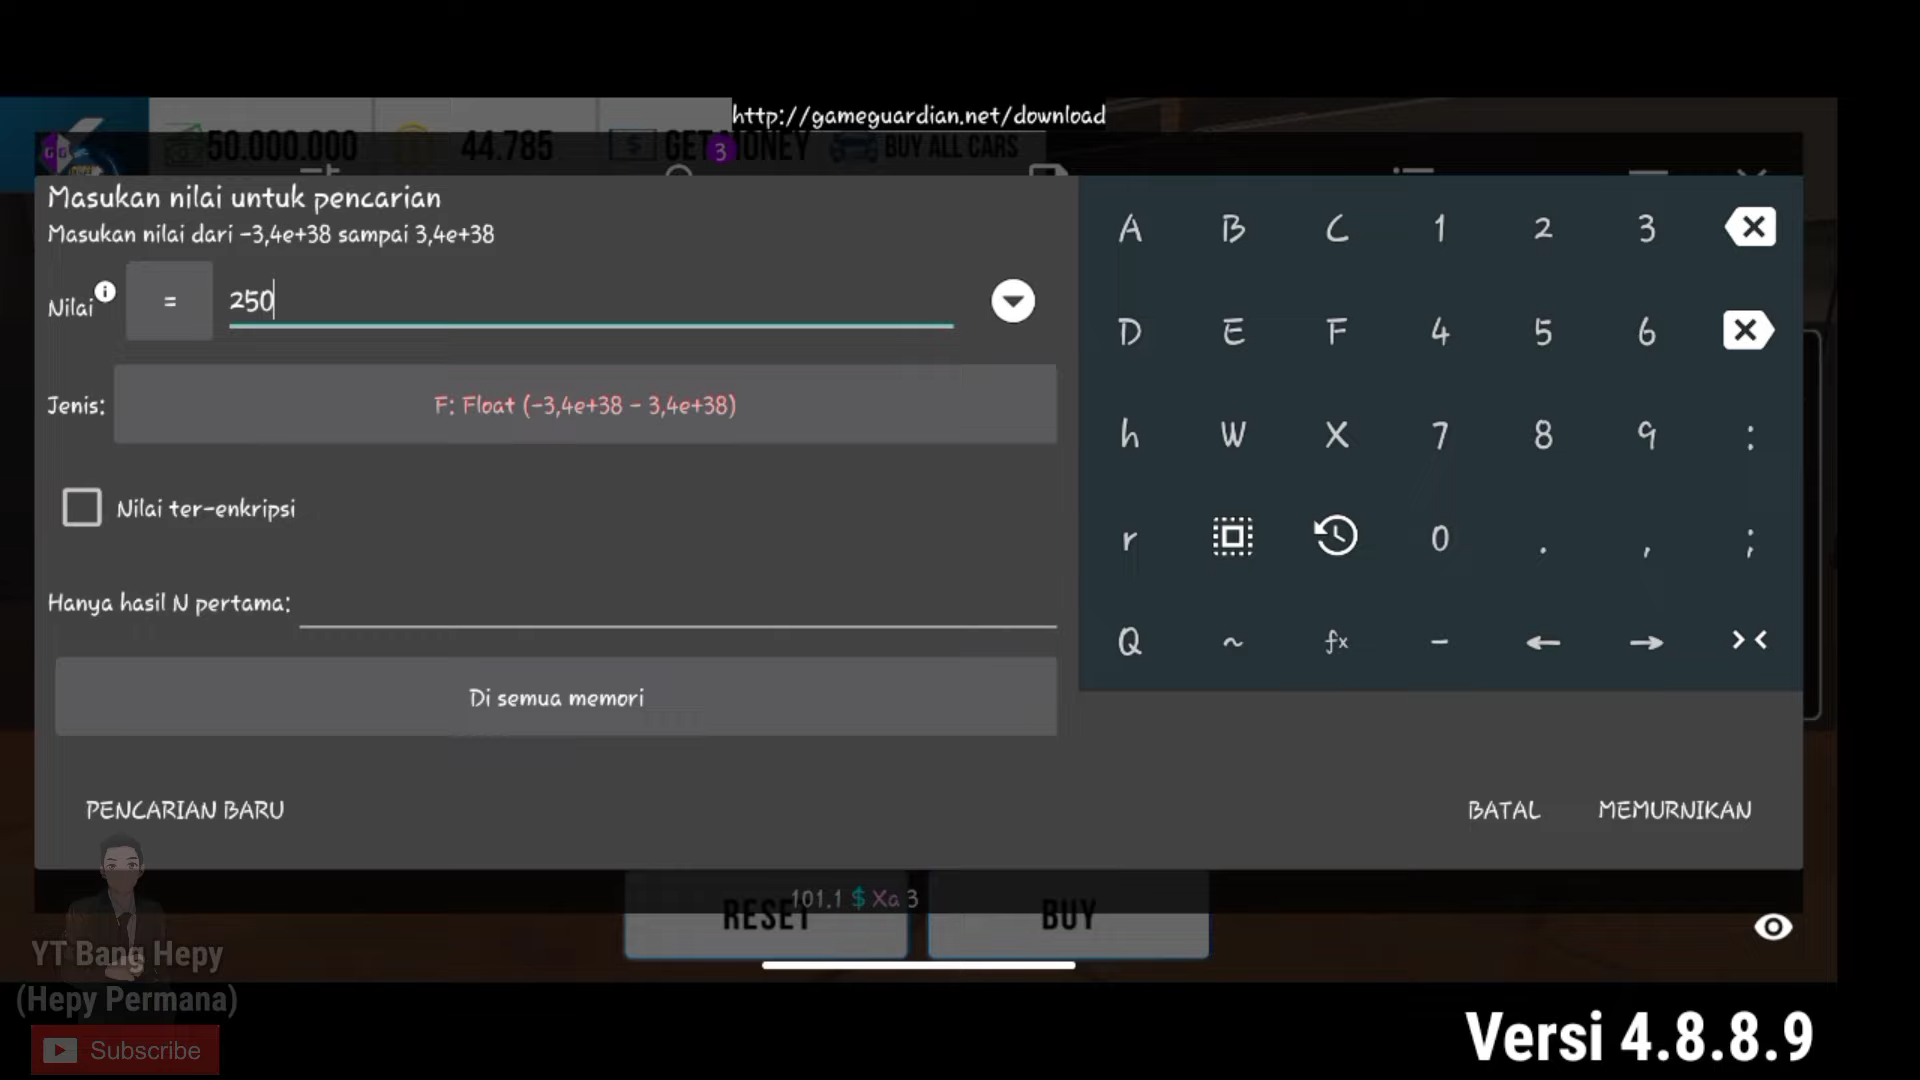 http://gameguardian.net/download
50.000.000 44.785 GET MONEY BUY ALL CARS
3
Masukan nilai untuk pencarian
Masukan nilai dari -3,4e+38 sampai 3,4e+38
Nilai = 250
Jenis: F: Float (-3,4e+38 - 3,4e+38)
Nilai ter-enkripsi
Hanya hasil N pertama:
Di semua memori
PENCARIAN BARU BATAL MEMURNIKAN
A B C 1 2 3
D E F 4 5 6
h W X 7 8 9 :
r 0 . , ;
Q ~ fx - ← → > <
101.1 $ Xa 3
RESET BUY
YT Bang Hepy
(Hepy Permana)
Subscribe
Versi 4.8.8.9